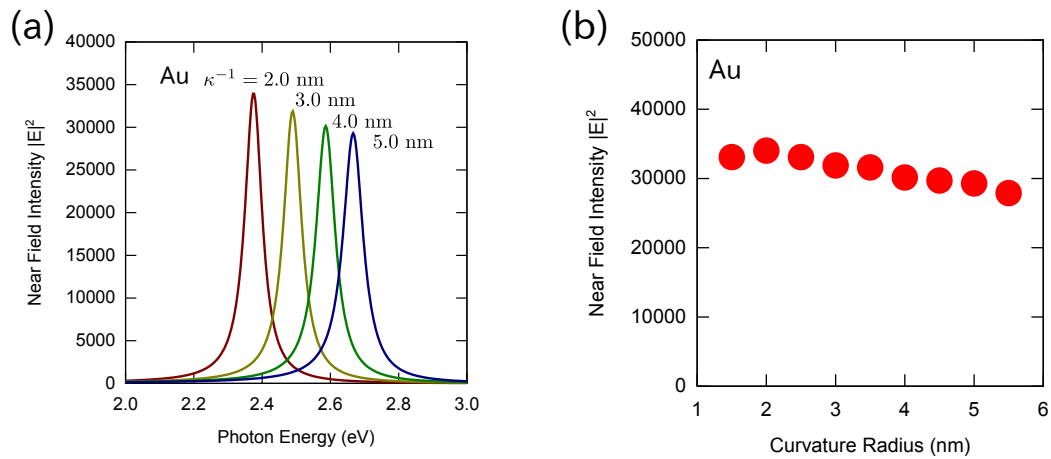 (a)
Near Field Intensity |E|²
40000
35000
30000
25000
20000
15000
10000
5000
0
Au
κ⁻¹ = 2.0 nm
3.0 nm
4.0 nm
5.0 nm
2.0 2.2 2.4 2.6 2.8 3.0
Photon Energy (eV)
(b)
Near Field Intensity |E|²
50000
40000
30000
20000
10000
0
Au
1 2 3 4 5 6
Curvature Radius (nm)